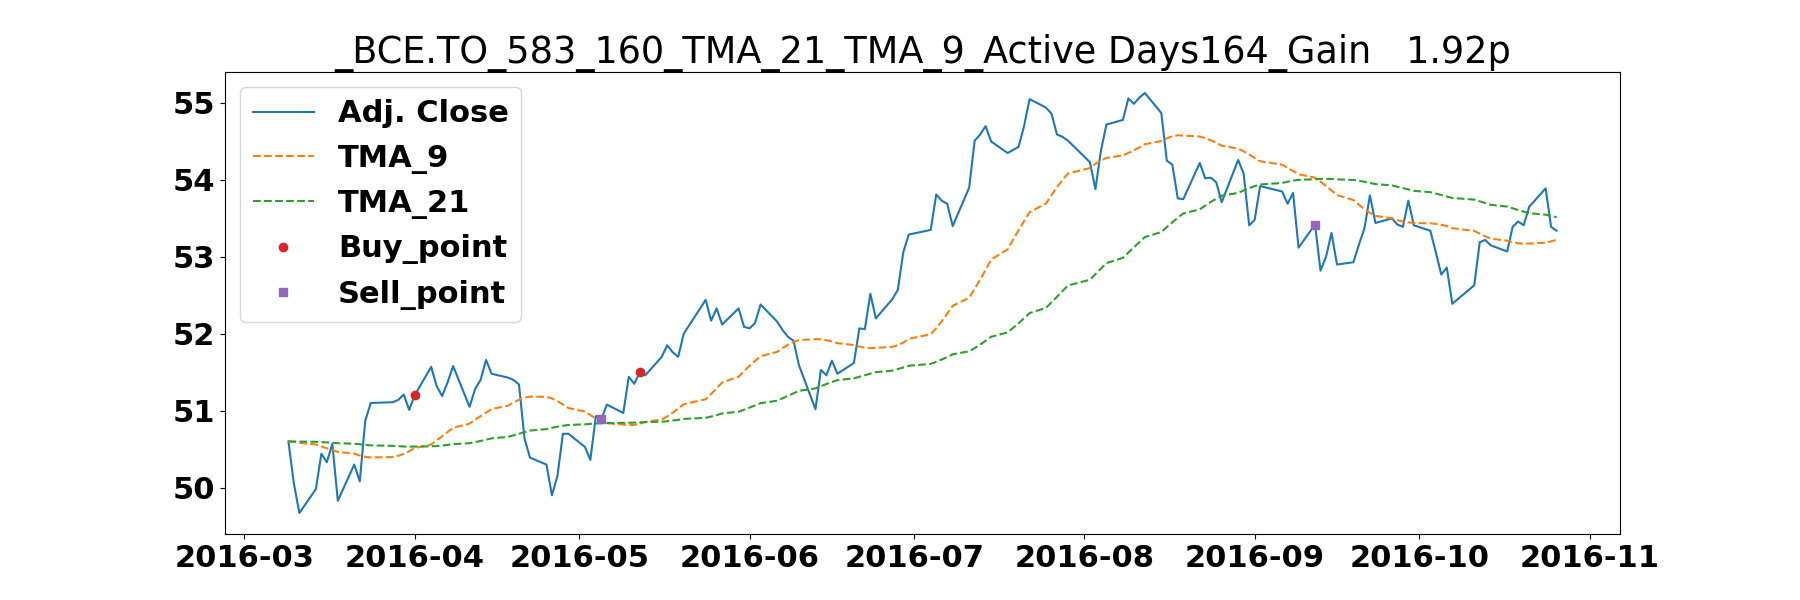 _BCE.TO_583_160_TMA_21_TMA_9_Active Days164_Gain   1.92p
Adj. Close
TMA_9
TMA_21
Buy_point
Sell_point
55
54
53
52
51
50
2016-03 2016-04 2016-05 2016-06 2016-07 2016-08 2016-09 2016-10 2016-11